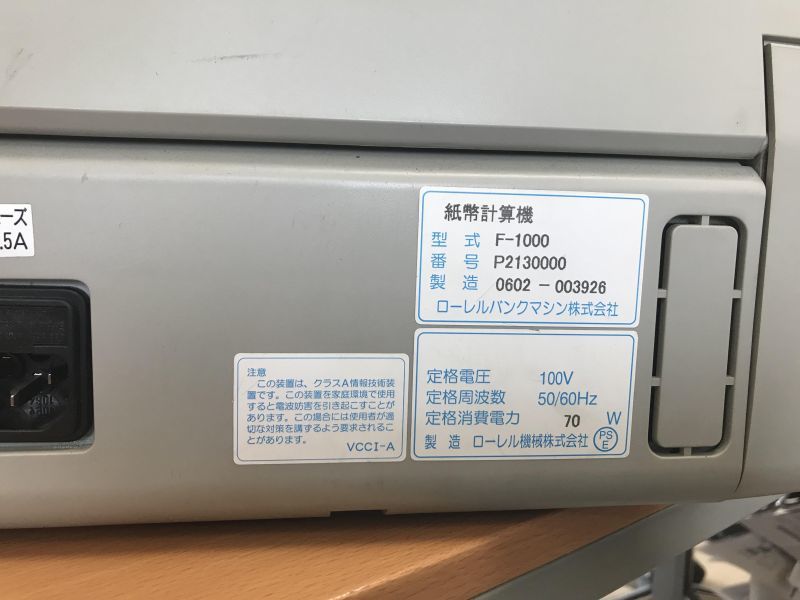 ーズ
.5A
紙幣計算機
型 式 F-1000
番 号 P2130000
製 造 0602 - 003926
ローレルバンクマシン株式会社
定格電圧 100V
定格周波数 50/60Hz
定格消費電力 70 W
製 造 ローレル機械株式会社 PSE
注意
この装置は、クラスA情報技術装
置です。この装置を家庭環境で使用
すると電波妨害を引き起こすことが
あります。この場合には使用者が適
切な対策を講ずるよう要求されるこ
とがあります。
VCCI-A